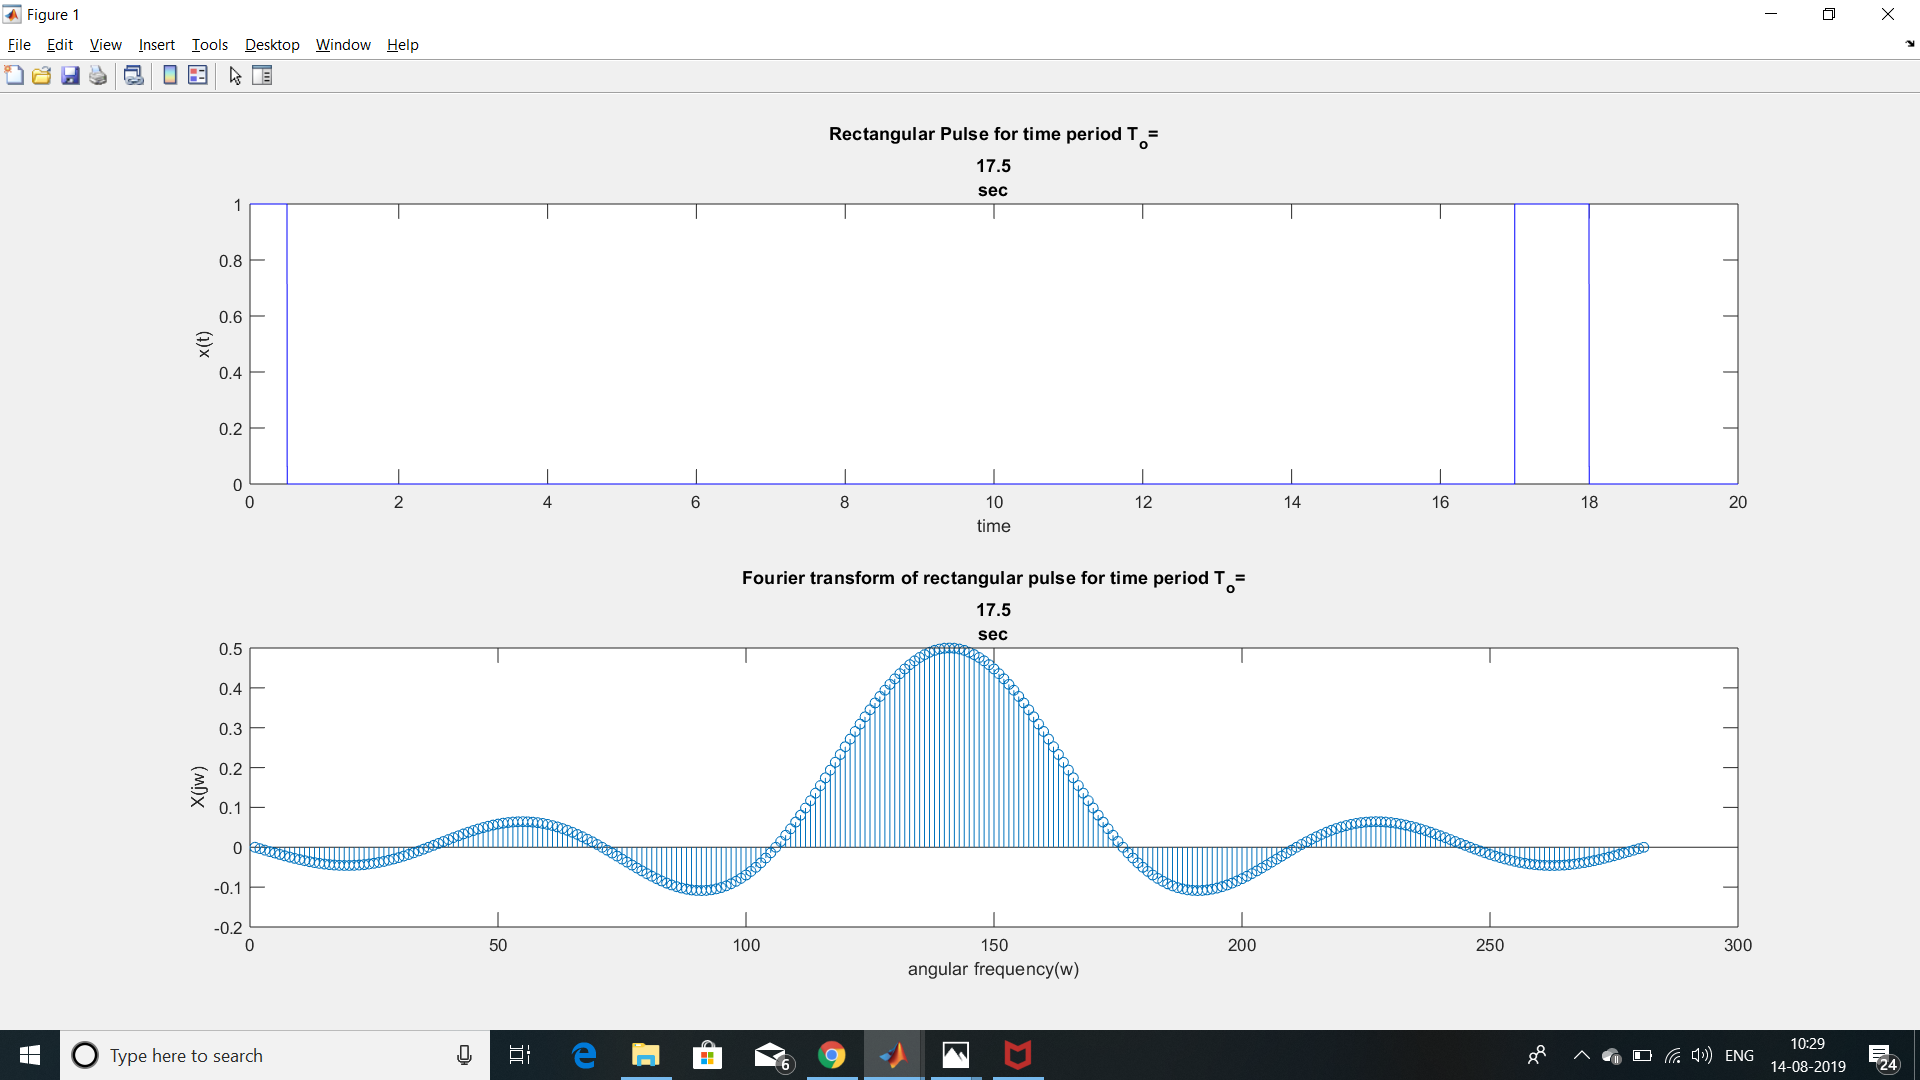 Figure 1
File Edit View Insert Tools Desktop Window Help
Rectangular Pulse for time period To=
17.5
sec
1
0.8
0.6
0.4
0.2
0
x(t)
0 2 4 6 8 10 12 14 16 18 20
time
Fourier transform of rectangular pulse for time period To=
17.5
sec
0.5
0.4
0.3
0.2
0.1
0
-0.1
-0.2
X(jw)
0 50 100 150 200 250 300
angular frequency(w)
Type here to search
6
ENG
10:29
14-08-2019
24